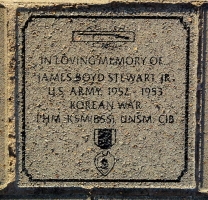 IN LOVING MEMORY OF
JAMES BOYD STEWART JR.
U.S. ARMY 1952 - 1953
KOREAN WAR
PHM KSM/BSS) UNSM CIB